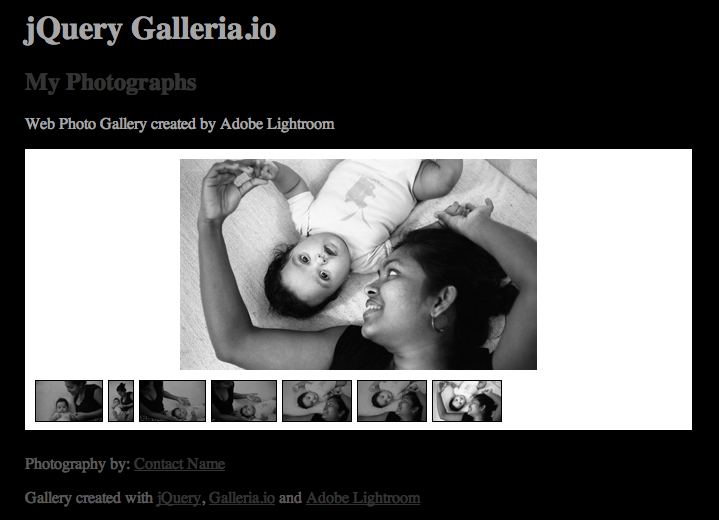 jQuery Galleria.io
My Photographs
Web Photo Gallery created by Adobe Lightroom
Photography by: Contact Name
Gallery created with jQuery, Galleria.io and Adobe Lightroom